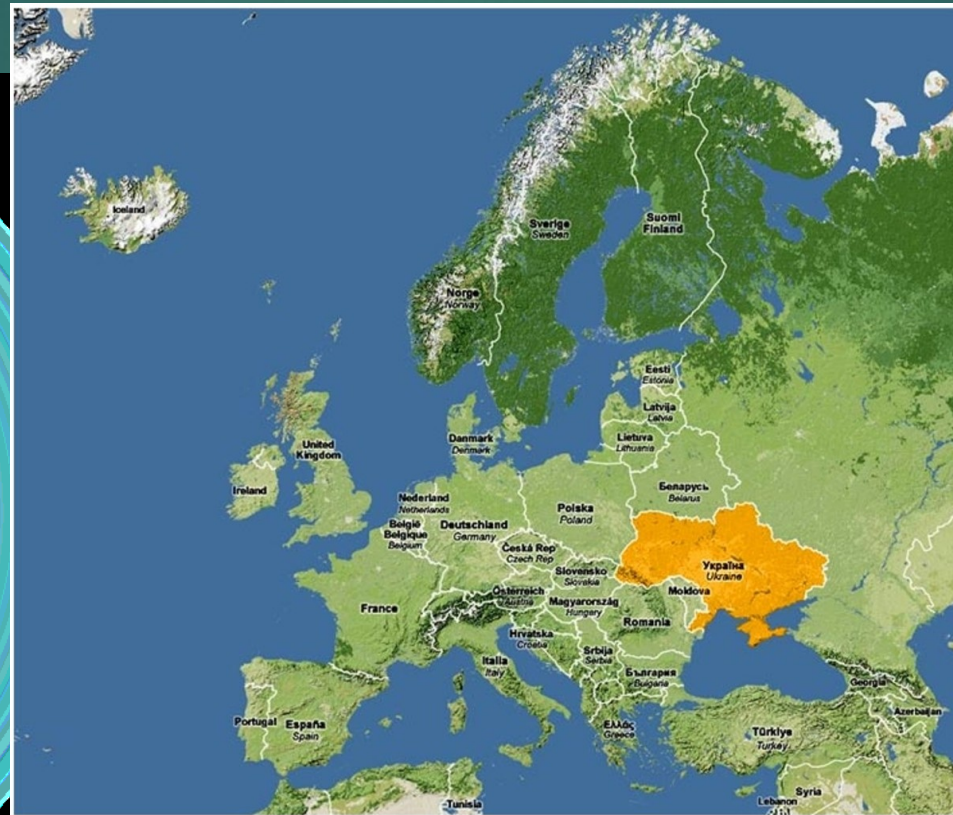 Iceland
Sverige
Sweden
Suomi
Finland
Norge
Norway
Eesti
Estonia
Latvija
Latvia
Lietuva
Lithuania
Danmark
Denmark
United
Kingdom
Ireland
Беларусь
Belarus
Nederland
Netherlands
Polska
Poland
België
Belgique
Belgium
Deutschland
Germany
Česká Rep
Czech Rep
Україна
Ukraine
Slovensko
Slovakia
Österreich
Austria
Moldova
Magyarország
Hungary
France
Romania
Hrvatska
Croatia
Srbija
Serbia
Italia
Italy
България
Bulgaria
Georgia
Azerbaijan
Portugal
España
Spain
Ελλάς
Greece
Türkiye
Turkey
Syria
Lebanon
Tunisia